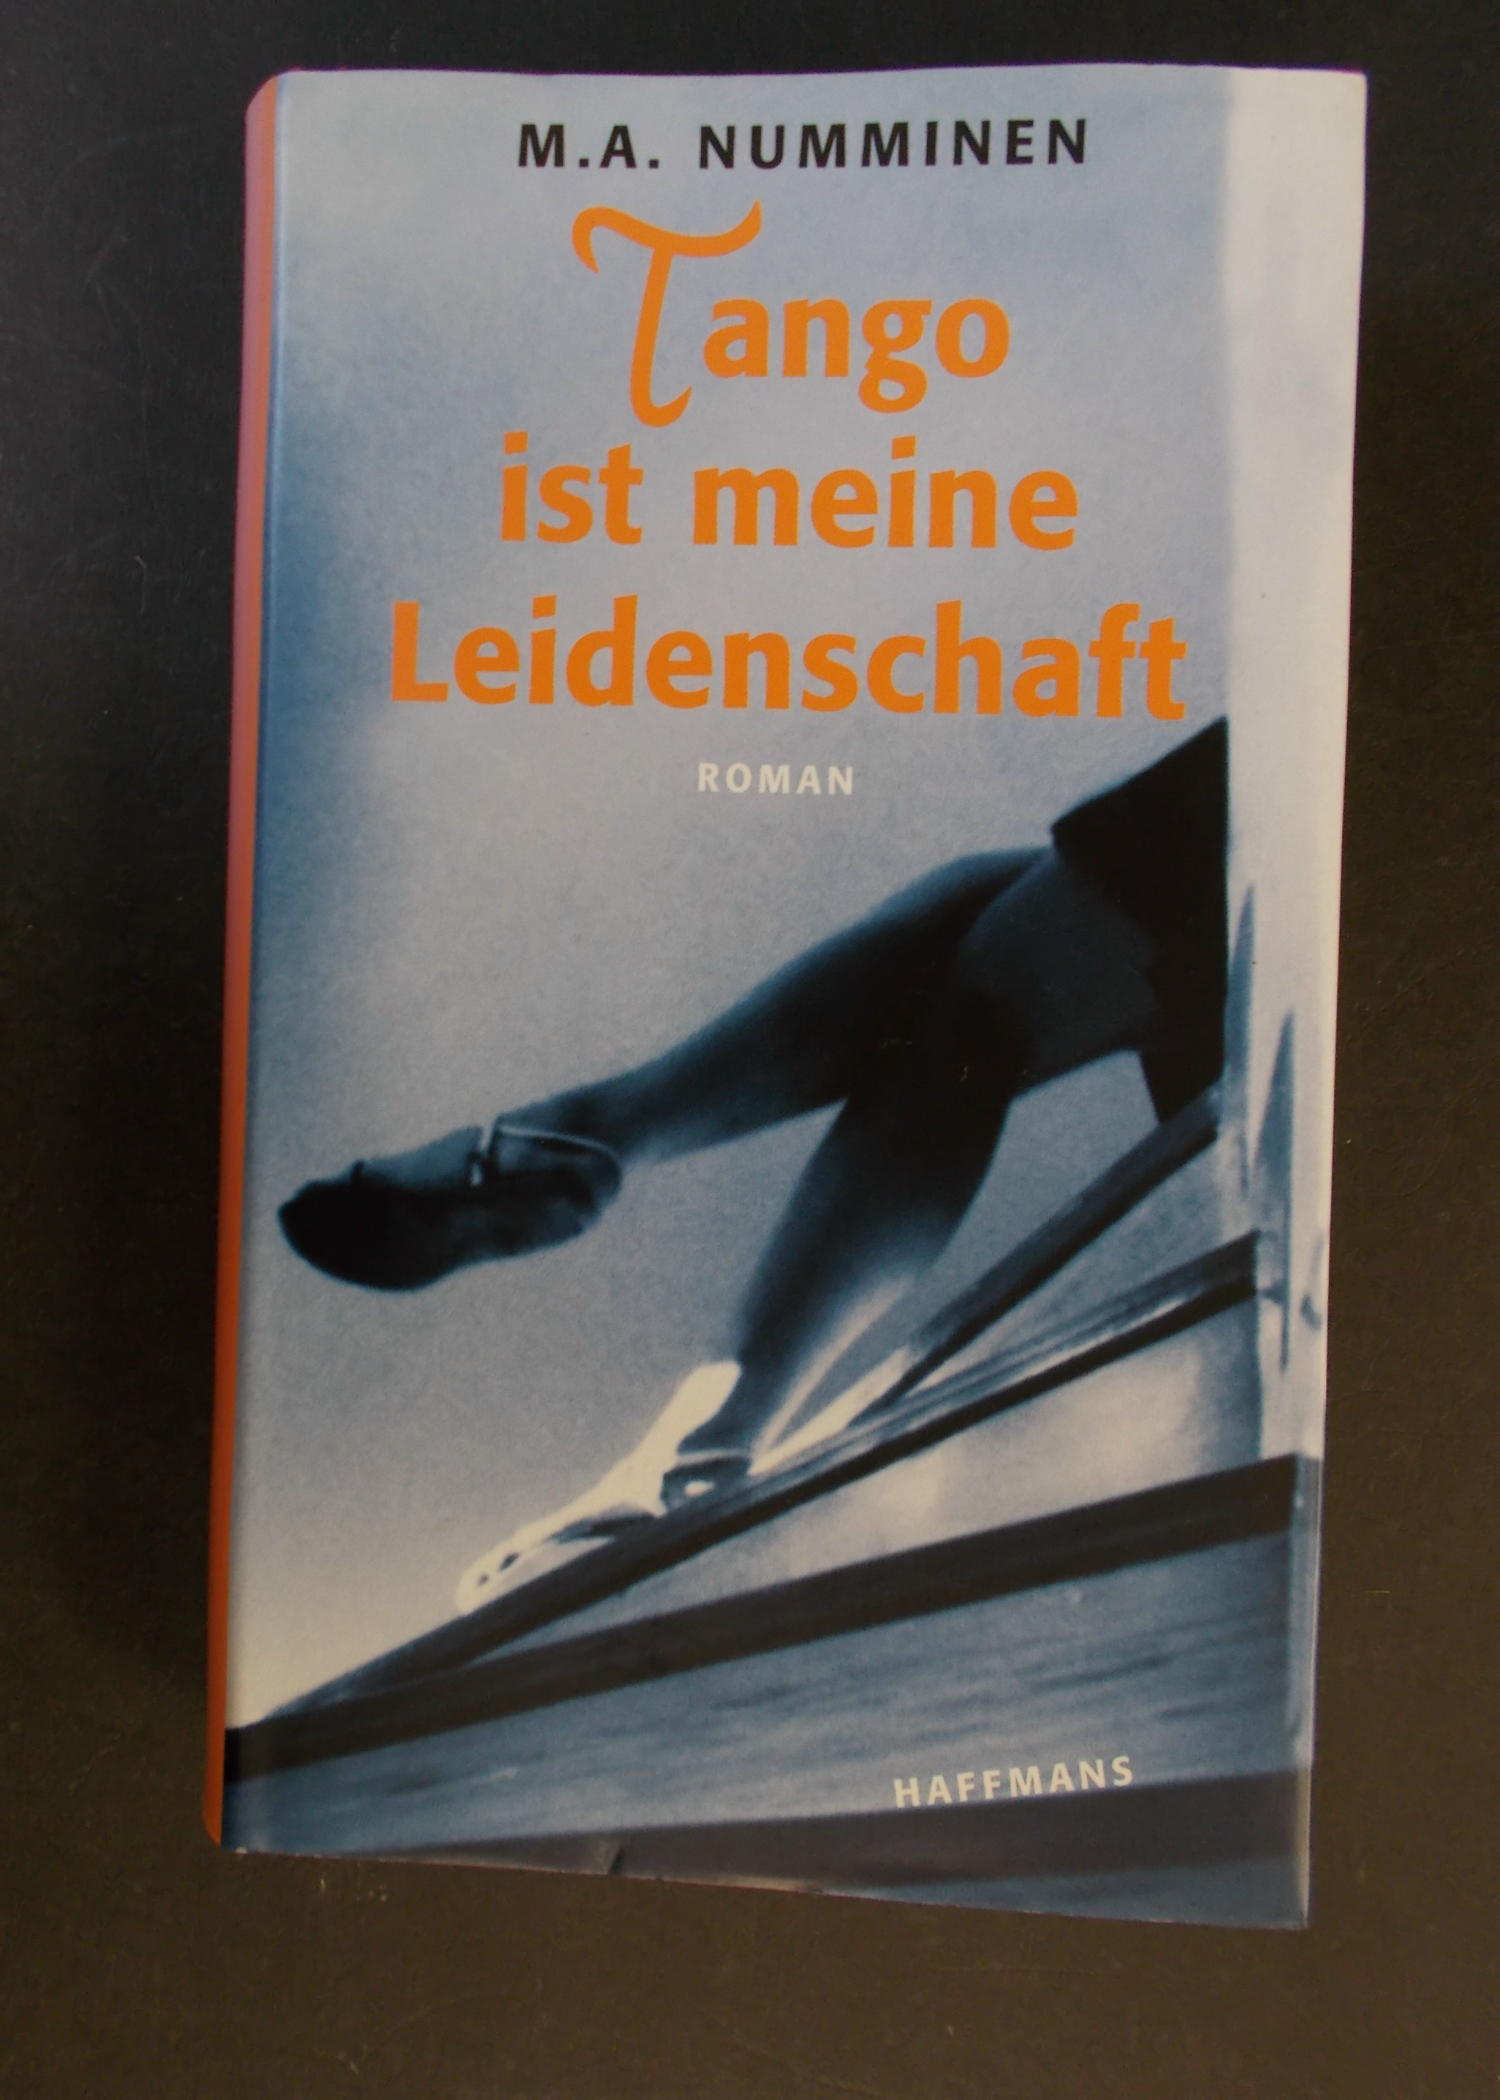 M.A. NUMMINEN
Tango
ist meine
Leidenschaft
ROMAN
HAFFMANS